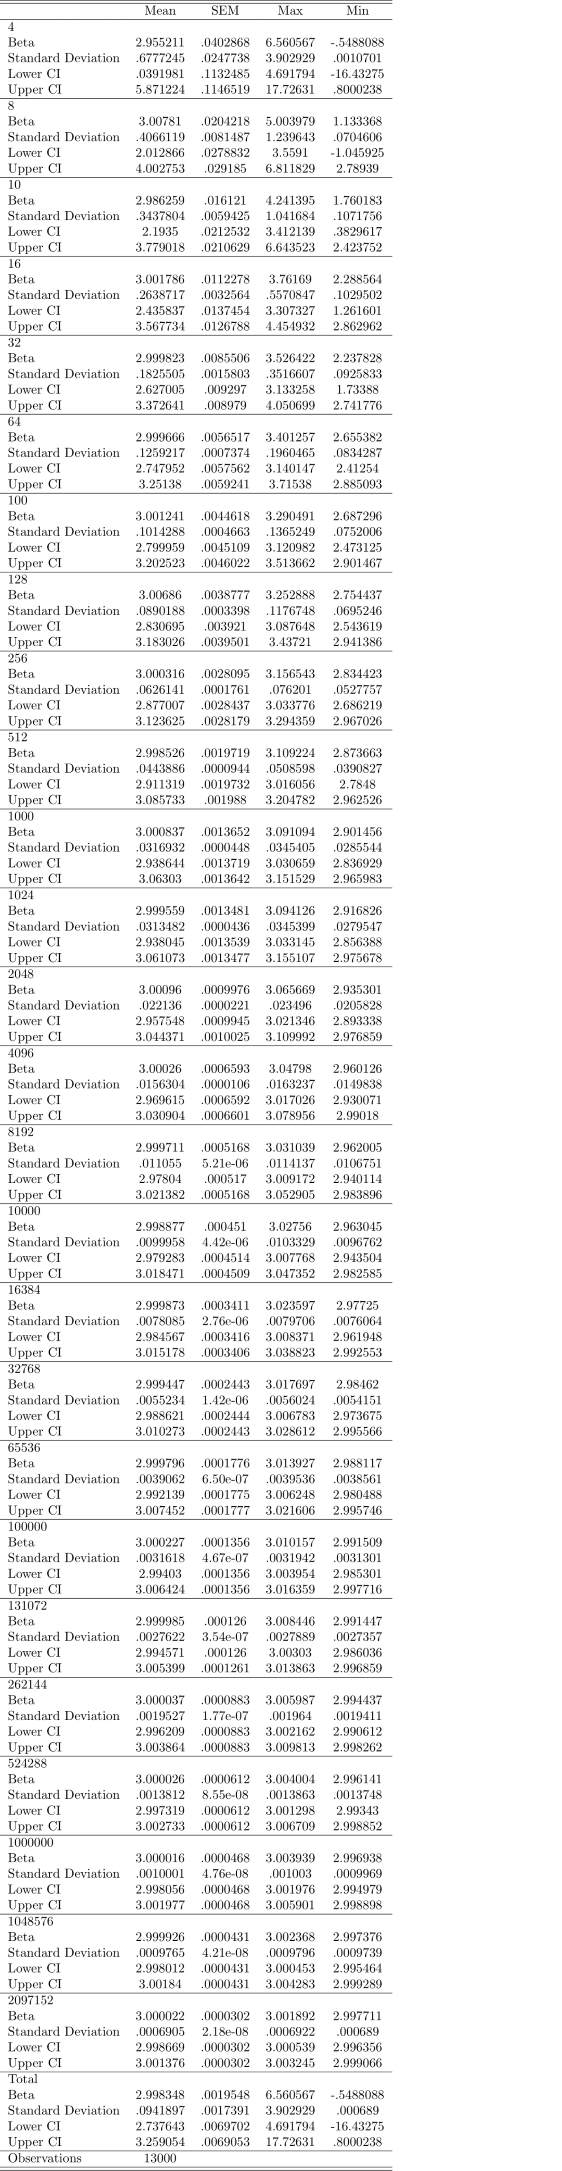 Mean SEM Max Min
4
Beta 2.955211 .0402868 6.560567 -.5488088
Standard Deviation .6777245 .0247738 3.902929 .0010701
Lower CI .0391981 .1132485 4.691794 -16.43275
Upper CI 5.871224 .1146519 17.72631 .8000238
8
Beta 3.00781 .0204218 5.003979 1.133368
Standard Deviation .4066119 .0081487 1.239643 .0704606
Lower CI 2.012866 .0278832 3.5591 -1.045925
Upper CI 4.002753 .029185 6.811829 2.78939
10
Beta 2.986259 .016121 4.241395 1.760183
Standard Deviation .3437804 .0059425 1.041684 .1071756
Lower CI 2.1935 .0212532 3.412139 .3829617
Upper CI 3.779018 .0210629 6.643523 2.423752
16
Beta 3.001786 .0112278 3.76169 2.288564
Standard Deviation .2638717 .0032564 .5570847 .1029502
Lower CI 2.435837 .0137454 3.307327 1.261601
Upper CI 3.567734 .0126788 4.454932 2.862962
32
Beta 2.999823 .0085506 3.526422 2.237828
Standard Deviation .1825505 .0015803 .3516607 .0925833
Lower CI 2.627005 .009297 3.133258 1.73388
Upper CI 3.372641 .008979 4.050699 2.741776
64
Beta 2.999666 .0056517 3.401257 2.655382
Standard Deviation .1259217 .0007374 .1960465 .0834287
Lower CI 2.747952 .0057562 3.140147 2.41254
Upper CI 3.25138 .0059241 3.71538 2.885093
100
Beta 3.001241 .0044618 3.290491 2.687296
Standard Deviation .1014288 .0004663 .1365249 .0752006
Lower CI 2.799959 .0045109 3.120982 2.473125
Upper CI 3.202523 .0046022 3.513662 2.901467
128
Beta 3.00686 .0038777 3.252888 2.754437
Standard Deviation .0890188 .0003398 .1176748 .0695246
Lower CI 2.830695 .003921 3.087648 2.543619
Upper CI 3.183026 .0039501 3.43721 2.941386
256
Beta 3.000316 .0028095 3.156543 2.834423
Standard Deviation .0626141 .0001761 .076201 .0527757
Lower CI 2.877007 .0028437 3.033776 2.686219
Upper CI 3.123625 .0028179 3.294359 2.967026
512
Beta 2.998526 .0019719 3.109224 2.873663
Standard Deviation .0443886 .0000944 .0508598 .0390827
Lower CI 2.911319 .0019732 3.016056 2.7848
Upper CI 3.085733 .001988 3.204782 2.962526
1000
Beta 3.000837 .0013652 3.091094 2.901456
Standard Deviation .0316932 .0000448 .0345405 .0285544
Lower CI 2.938644 .0013719 3.030659 2.836929
Upper CI 3.06303 .0013642 3.151529 2.965983
1024
Beta 2.999559 .0013481 3.094126 2.916826
Standard Deviation .0313482 .0000436 .0345399 .0279547
Lower CI 2.938045 .0013539 3.033145 2.856388
Upper CI 3.061073 .0013477 3.155107 2.975678
2048
Beta 3.00096 .0009976 3.065669 2.935301
Standard Deviation .022136 .0000221 .023496 .0205828
Lower CI 2.957548 .0009945 3.021346 2.893338
Upper CI 3.044371 .0010025 3.109992 2.976859
4096
Beta 3.00026 .0006593 3.04798 2.960126
Standard Deviation .0156304 .0000106 .0163237 .0149838
Lower CI 2.969615 .0006592 3.017026 2.930071
Upper CI 3.030904 .0006601 3.078956 2.99018
8192
Beta 2.999711 .0005168 3.031039 2.962005
Standard Deviation .011055 5.21e-06 .0114137 .0106751
Lower CI 2.97804 .000517 3.009172 2.940114
Upper CI 3.021382 .0005168 3.052905 2.983896
10000
Beta 2.998877 .000451 3.02756 2.963045
Standard Deviation .0099958 4.42e-06 .0103329 .0096762
Lower CI 2.979283 .0004514 3.007768 2.943504
Upper CI 3.018471 .0004509 3.047352 2.982585
16384
Beta 2.999873 .0003411 3.023597 2.97725
Standard Deviation .0078085 2.76e-06 .0079706 .0076064
Lower CI 2.984567 .0003416 3.008371 2.961948
Upper CI 3.015178 .0003406 3.038823 2.992553
32768
Beta 2.999447 .0002443 3.017697 2.98462
Standard Deviation .0055234 1.42e-06 .0056024 .0054151
Lower CI 2.988621 .0002444 3.006783 2.973675
Upper CI 3.010273 .0002443 3.028612 2.995566
65536
Beta 2.999796 .0001776 3.013927 2.988117
Standard Deviation .0039062 6.50e-07 .0039536 .0038561
Lower CI 2.992139 .0001775 3.006248 2.980488
Upper CI 3.007452 .0001777 3.021606 2.995746
100000
Beta 3.000227 .0001356 3.010157 2.991509
Standard Deviation .0031618 4.67e-07 .0031942 .0031301
Lower CI 2.99403 .0001356 3.003954 2.985301
Upper CI 3.006424 .0001356 3.016359 2.997716
131072
Beta 2.999985 .000126 3.008446 2.991447
Standard Deviation .0027622 3.54e-07 .0027889 .0027357
Lower CI 2.994571 .000126 3.00303 2.986036
Upper CI 3.005399 .0001261 3.013863 2.996859
262144
Beta 3.000037 .0000883 3.005987 2.994437
Standard Deviation .0019527 1.77e-07 .001964 .0019411
Lower CI 2.996209 .0000883 3.002162 2.990612
Upper CI 3.003864 .0000883 3.009813 2.998262
524288
Beta 3.000026 .0000612 3.004004 2.996141
Standard Deviation .0013812 8.55e-08 .0013863 .0013748
Lower CI 2.997319 .0000612 3.001298 2.99343
Upper CI 3.002733 .0000612 3.006709 2.998852
1000000
Beta 3.000016 .0000468 3.003939 2.996938
Standard Deviation .0010001 4.76e-08 .001003 .0009969
Lower CI 2.998056 .0000468 3.001976 2.994979
Upper CI 3.001977 .0000468 3.005901 2.998898
1048576
Beta 2.999926 .0000431 3.002368 2.997376
Standard Deviation .0009765 4.21e-08 .0009796 .0009739
Lower CI 2.998012 .0000431 3.000453 2.995464
Upper CI 3.00184 .0000431 3.004283 2.999289
2097152
Beta 3.000022 .0000302 3.001892 2.997711
Standard Deviation .0006905 2.18e-08 .0006922 .000689
Lower CI 2.998669 .0000302 3.000539 2.996356
Upper CI 3.001376 .0000302 3.003245 2.999066
Total
Beta 2.998348 .0019548 6.560567 -.5488088
Standard Deviation .0941897 .0017391 3.902929 .000689
Lower CI 2.737643 .0069702 4.691794 -16.43275
Upper CI 3.259054 .0069053 17.72631 .8000238
Observations 13000